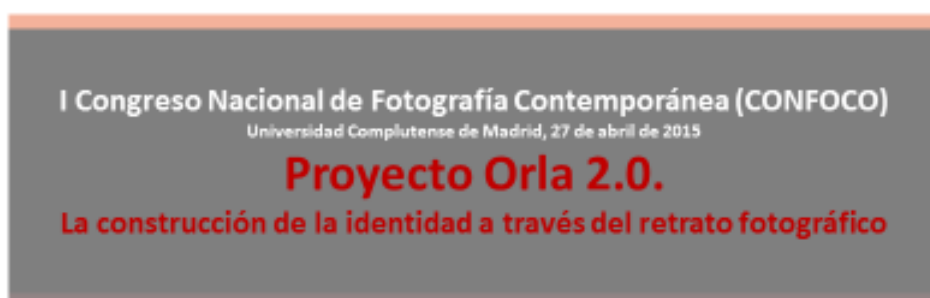 I Congreso Nacional de Fotografía Contemporánea (CONFOCO)
Universidad Complutense de Madrid, 27 de abril de 2015
Proyecto Orla 2.0.
La construcción de la identidad a través del retrato fotográfico